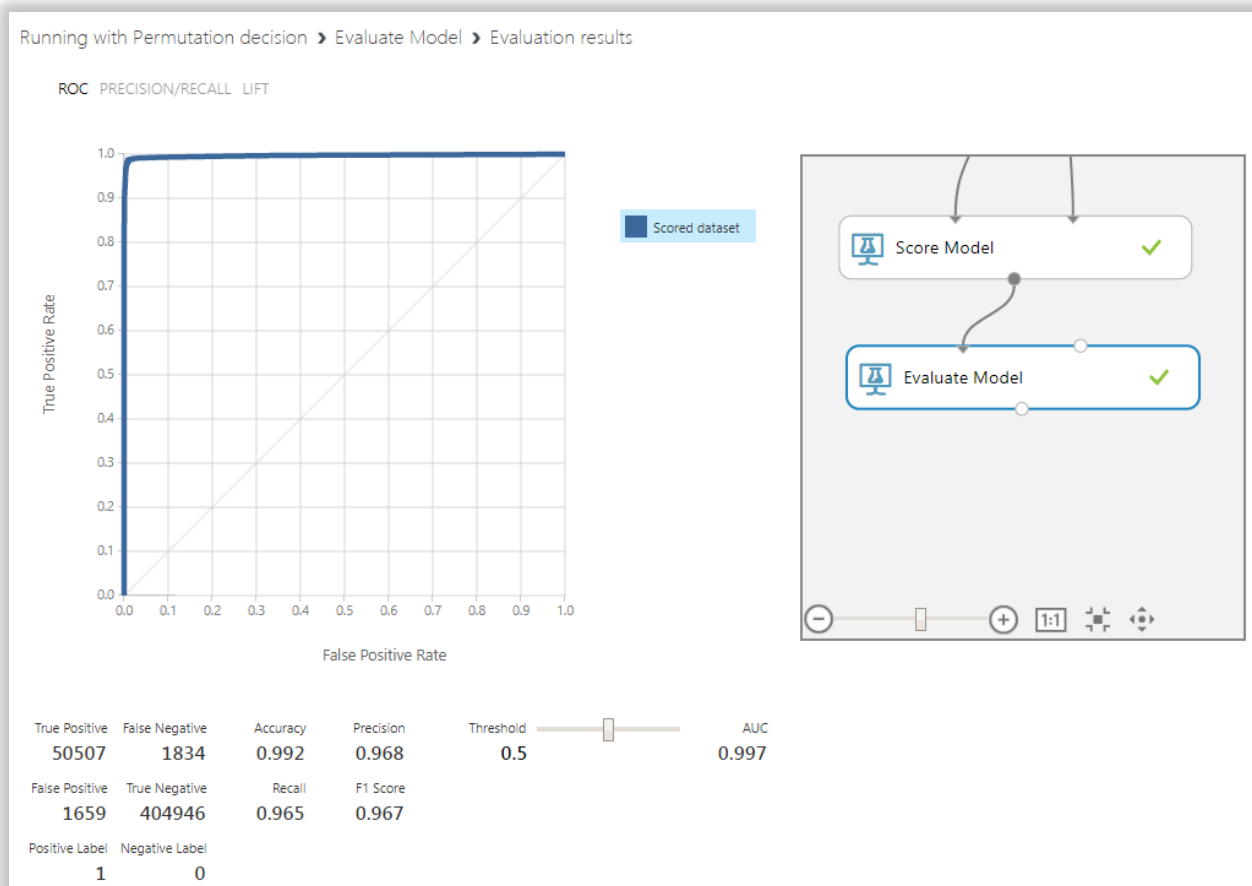 Running with Permutation decision › Evaluate Model › Evaluation results
ROC PRECISION/RECALL LIFT
1.0
0.9
0.8
0.7
0.6
0.5
0.4
0.3
0.2
0.1
0.0
True Positive Rate
0.0 0.1 0.2 0.3 0.4 0.5 0.6 0.7 0.8 0.9 1.0
False Positive Rate
Scored dataset
Score Model
Evaluate Model
1:1
True Positive False Negative Accuracy Precision Threshold AUC
50507 1834 0.992 0.968 0.5 0.997
False Positive True Negative Recall F1 Score
1659 404946 0.965 0.967
Positive Label Negative Label
1 0